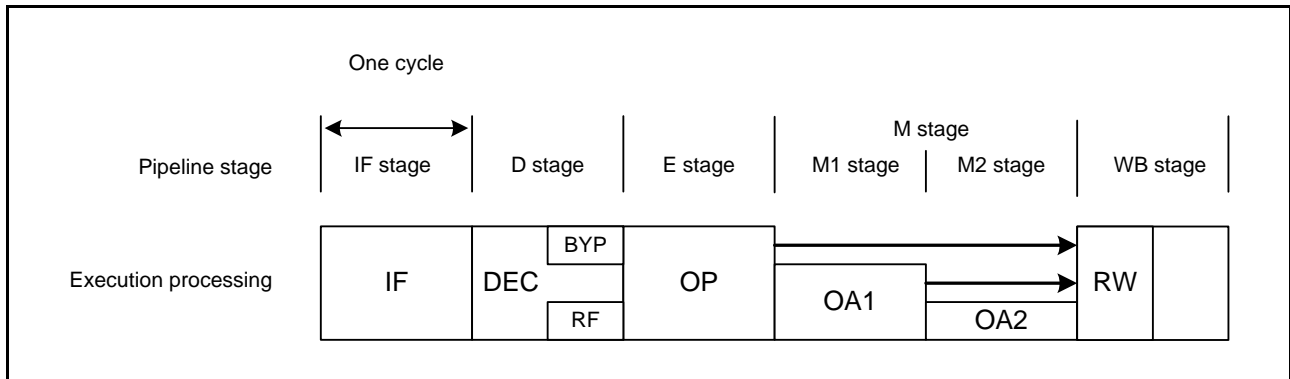 One cycle
M stage
Pipeline stage IF stage D stage E stage M1 stage M2 stage WB stage
BYP
Execution processing IF DEC OP OA1 RW
RF OA2